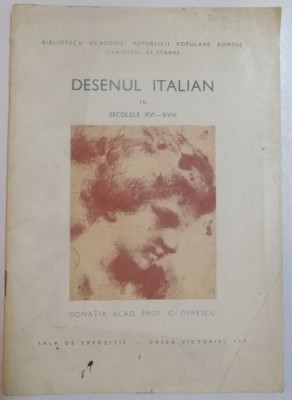 BIBLIOTECA ACADEMIEI REPUBLICII POPULARE ROMÎNE
CABINETUL DE STAMPE
DESENUL ITALIAN
ÎN
SECOLELE XVI—XVIII
DONAȚIA ACAD. PROF. G. OPRESCU
SALA DE EXPOZIȚII - CALEA VICTORIEI 125